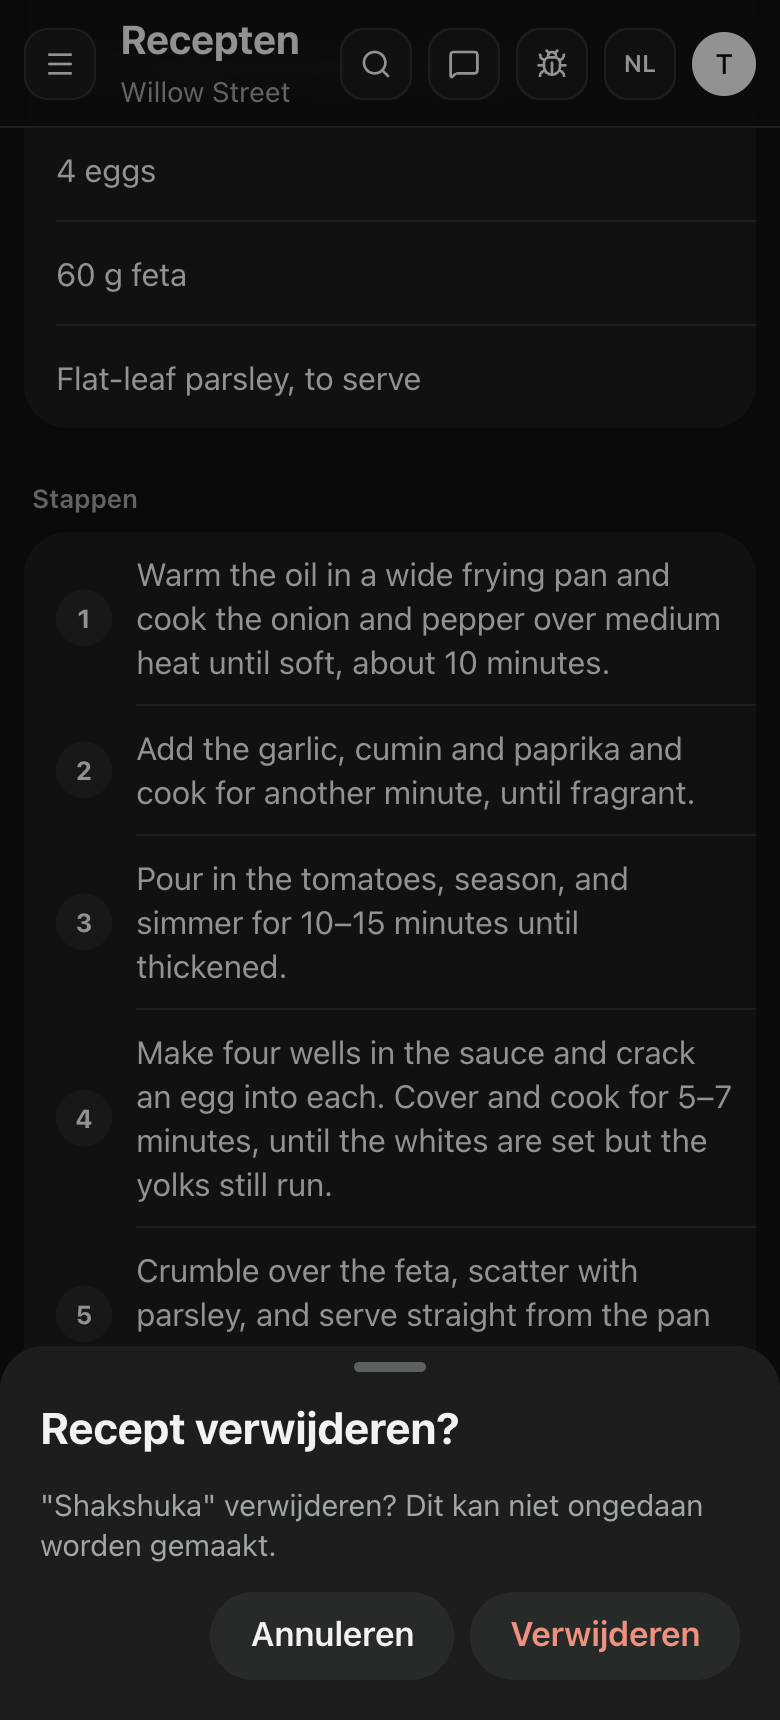 Recepten
Willow Street
NL
T
4 eggs
60 g feta
Flat-leaf parsley, to serve
Stappen
1
Warm the oil in a wide frying pan and
cook the onion and pepper over medium
heat until soft, about 10 minutes.
2
Add the garlic, cumin and paprika and
cook for another minute, until fragrant.
3
Pour in the tomatoes, season, and
simmer for 10–15 minutes until
thickened.
4
Make four wells in the sauce and crack
an egg into each. Cover and cook for 5–7
minutes, until the whites are set but the
yolks still run.
5
Crumble over the feta, scatter with
parsley, and serve straight from the pan
Recept verwijderen?
"Shakshuka" verwijderen? Dit kan niet ongedaan
worden gemaakt.
Annuleren
Verwijderen